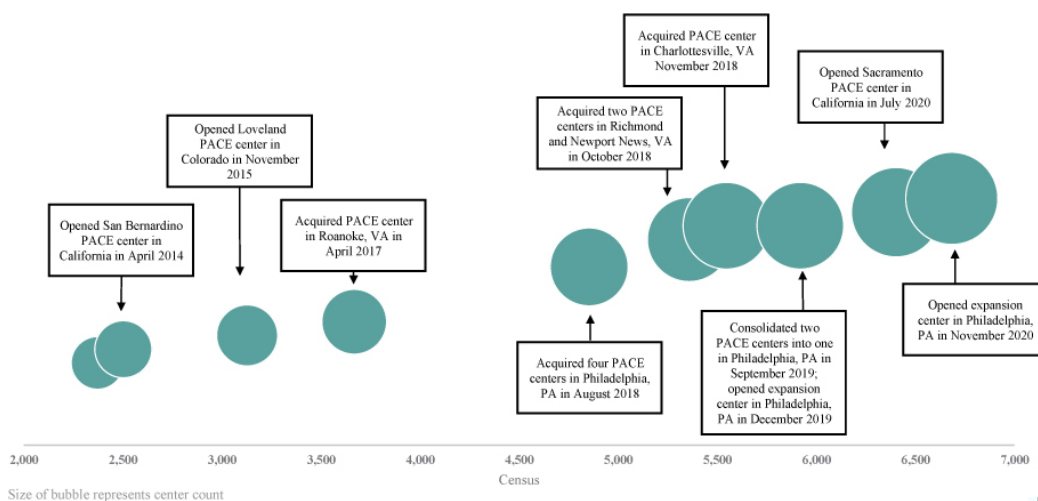 Opened San Bernardino
PACE center in
California in April 2014
Opened Loveland
PACE center in
Colorado in November
2015
Acquired PACE center
in Roanoke, VA in
April 2017
Acquired four PACE
centers in Philadelphia,
PA in August 2018
Acquired two PACE
centers in Richmond
and Newport News, VA
in October 2018
Acquired PACE center
in Charlottesville, VA
November 2018
Consolidated two
PACE centers into one
in Philadelphia, PA in
September 2019;
opened expansion
center in Philadelphia,
PA in December 2019
Opened Sacramento
PACE center in
California in July 2020
Opened expansion
center in Philadelphia,
PA in November 2020
2,000 2,500 3,000 3,500 4,000 4,500 5,000 5,500 6,000 6,500 7,000
Census
Size of bubble represents center count